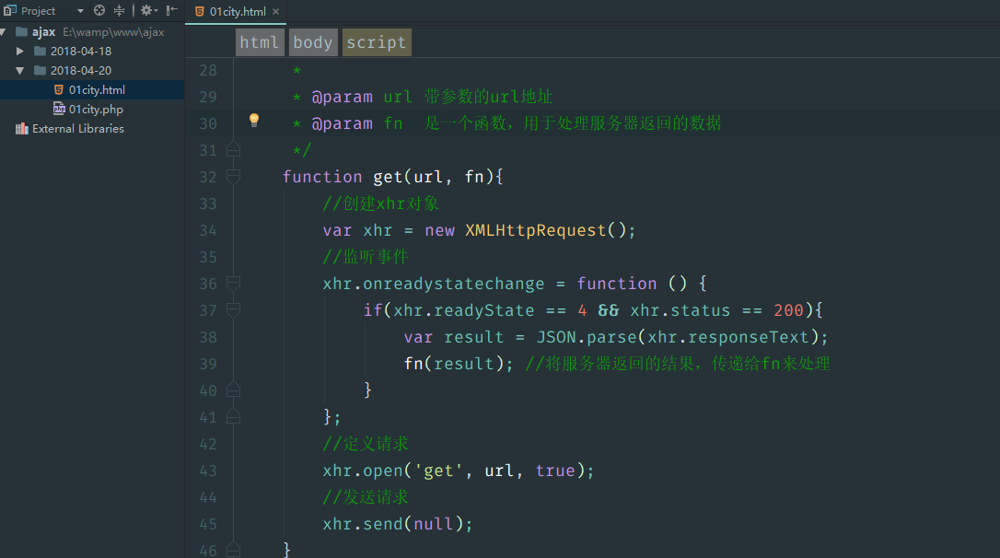 Project
01city.html
ajax E:\wamp\www\ajax
2018-04-18
2018-04-20
01city.html
01city.php
External Libraries
html body script
28 *
29 * @param url 带参数的url地址
30 * @param fn 是一个函数，用于处理服务器返回的数据
31 */
32 function get(url, fn){
33 //创建xhr对象
34 var xhr = new XMLHttpRequest();
35 //监听事件
36 xhr.onreadystatechange = function () {
37 if(xhr.readyState == 4 && xhr.status == 200){
38 var result = JSON.parse(xhr.responseText);
39 fn(result); //将服务器返回的结果，传递给fn来处理
40 }
41 };
42 //定义请求
43 xhr.open('get', url, true);
44 //发送请求
45 xhr.send(null);
46 }